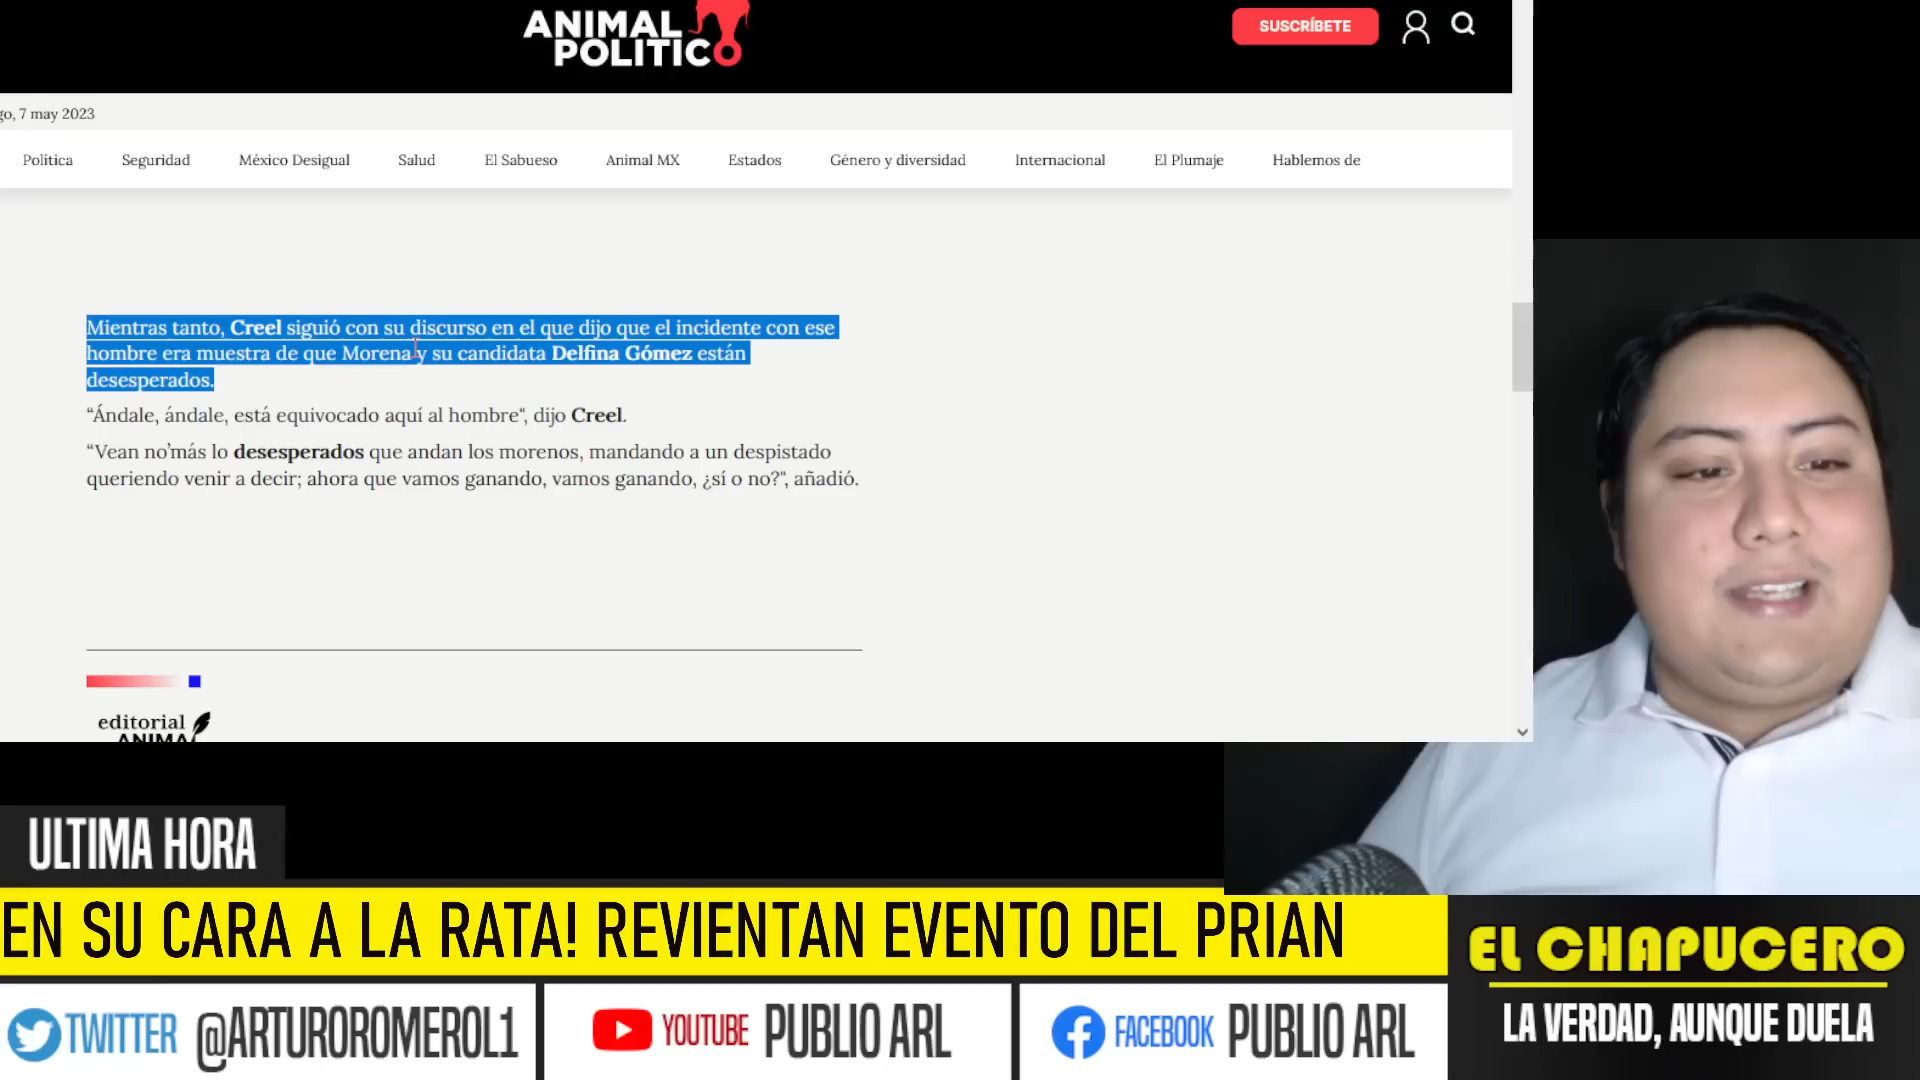 ANIMAL
POLITICO
SUSCRÍBETE
go, 7 may 2023
Política Seguridad México Desigual Salud El Sabueso Animal MX Estados Género y diversidad Internacional El Plumaje Hablemos de
Mientras tanto, Creel siguió con su discurso en el que dijo que el incidente con ese
hombre era muestra de que Morena y su candidata Delfina Gómez están
desesperados.
“Ándale, ándale, está equivocado aquí al hombre", dijo Creel.
“Vean no’más lo desesperados que andan los morenos, mandando a un despistado
queriendo venir a decir; ahora que vamos ganando, vamos ganando, ¿sí o no?", añadió.
editorial
ANIMA
ULTIMA HORA
EN SU CARA A LA RATA! REVIENTAN EVENTO DEL PRIAN
EL CHAPUCERO
LA VERDAD, AUNQUE DUELA
TWITTER @ARTUROROMEROL1
YOUTUBE PUBLIO ARL
FACEBOOK PUBLIO ARL